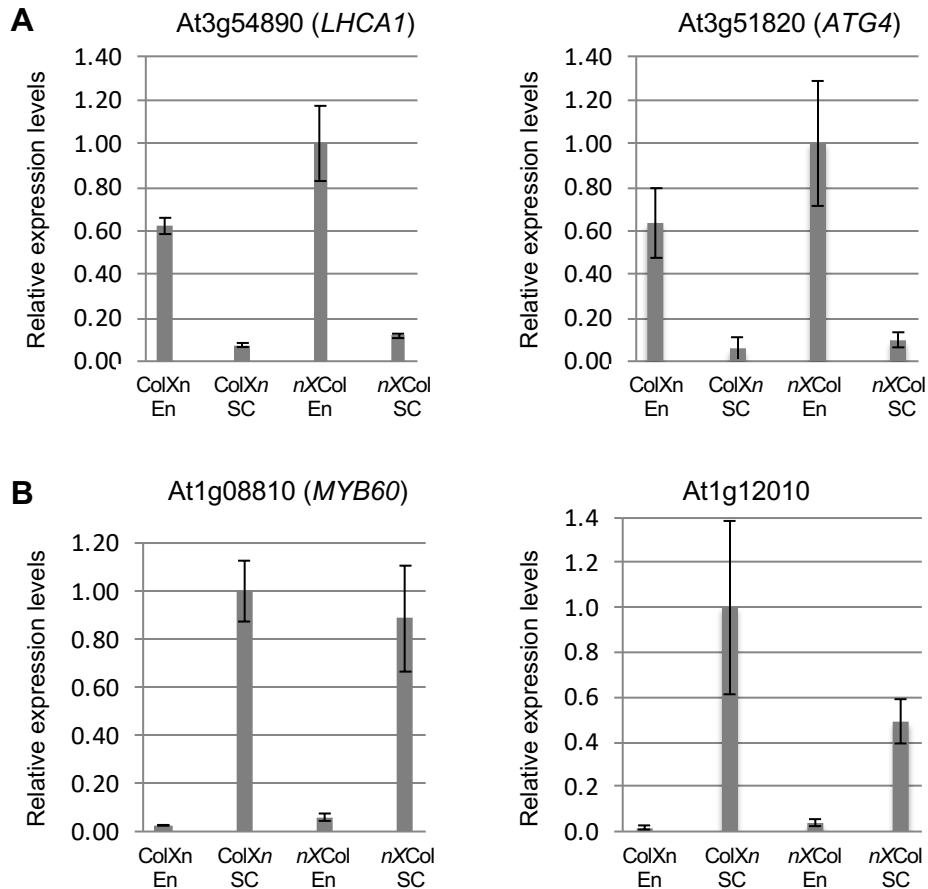 A
At3g54890 (LHCA1)
Relative expression levels
1.40
1.20
1.00
0.80
0.60
0.40
0.20
0.00
ColXn En
ColXn SC
nXCol En
nXCol SC
At3g51820 (ATG4)
Relative expression levels
1.40
1.20
1.00
0.80
0.60
0.40
0.20
0.00
ColXn En
ColXn SC
nXCol En
nXCol SC
B
At1g08810 (MYB60)
Relative expression levels
1.20
1.00
0.80
0.60
0.40
0.20
0.00
ColXn En
ColXn SC
nXCol En
nXCol SC
At1g12010
Relative expression levels
1.4
1.2
1.0
0.8
0.6
0.4
0.2
0.0
ColXn En
ColXn SC
nXCol En
nXCol SC